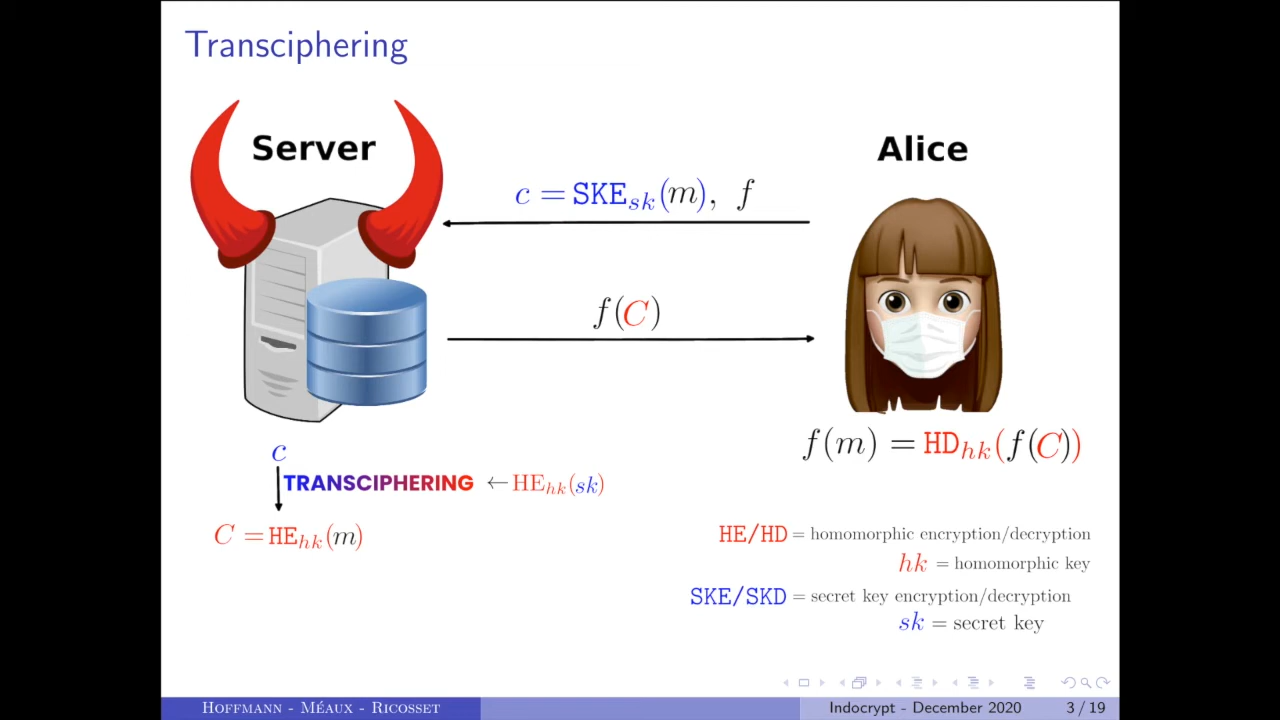 Transciphering
Server
Alice
c = SKE_sk(m), f
f(C)
f(m) = HD_hk(f(C))
c
TRANSCIPHERING ← HE_hk(sk)
C = HE_hk(m)
HE/HD = homomorphic encryption/decryption
hk = homomorphic key
SKE/SKD = secret key encryption/decryption
sk = secret key
Hoffmann - Méaux - Ricosset
Indocrypt - December 2020
3 / 19